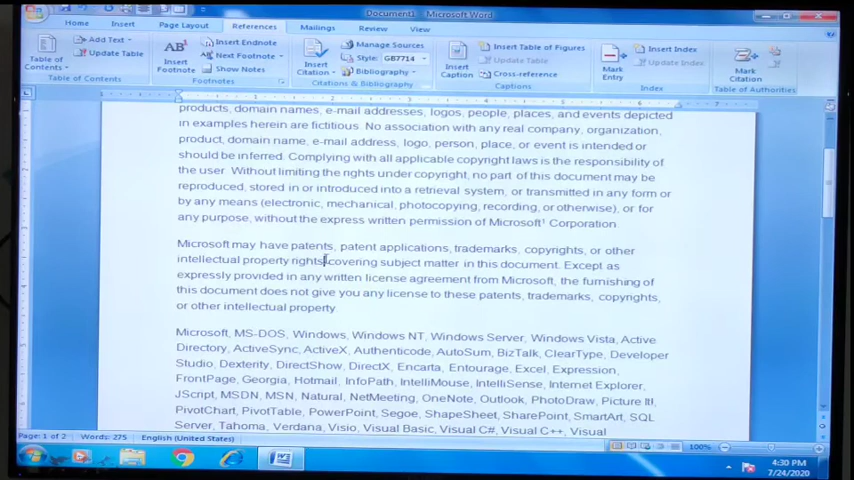 Document1 - Microsoft Word
Home Insert Page Layout References Mailings Review View
Add Text
Update Table
Table of Contents
Table of Contents
AB¹
Insert Footnote
Insert Endnote
Next Footnote
Show Notes
Footnotes
Insert Citation
Manage Sources
Style: GB7714
Bibliography
Citations & Bibliography
Insert Caption
Insert Table of Figures
Update Table
Cross-reference
Captions
Mark Entry
Insert Index
Update Index
Index
Mark Citation
Table of Authorities
products, domain names, e-mail addresses, logos, people, places, and events depicted
in examples herein are fictitious. No association with any real company, organization,
product, domain name, e-mail address, logo, person, place, or event is intended or
should be inferred. Complying with all applicable copyright laws is the responsibility of
the user. Without limiting the rights under copyright, no part of this document may be
reproduced, stored in or introduced into a retrieval system, or transmitted in any form or
by any means (electronic, mechanical, photocopying, recording, or otherwise), or for
any purpose, without the express written permission of Microsoft¹ Corporation
Microsoft may have patents, patent applications, trademarks, copyrights, or other
intellectual property rights covering subject matter in this document. Except as
expressly provided in any written license agreement from Microsoft, the furnishing of
this document does not give you any license to these patents, trademarks, copyrights,
or other intellectual property
Microsoft, MS-DOS, Windows, Windows NT, Windows Server, Windows Vista, Active
Directory, ActiveSync, ActiveX, Authenticode, AutoSum, BizTalk, ClearType, Developer
Studio, Dexterity, DirectShow, DirectX, Encarta, Entourage, Excel, Expression,
FrontPage, Georgia, Hotmail, InfoPath, IntelliMouse, IntelliSense, Internet Explorer,
JScript, MSDN, MSN, Natural, NetMeeting, OneNote, Outlook, PhotoDraw, Picture It!,
PivotChart, PivotTable, PowerPoint, Segoe, ShapeSheet, SharePoint, SmartArt, SQL
Server, Tahoma, Verdana, Visio, Visual Basic, Visual C#, Visual C++, Visual
Page: 1 of 2 Words: 275 English (United States) 100%
4:30 PM
7/24/2020